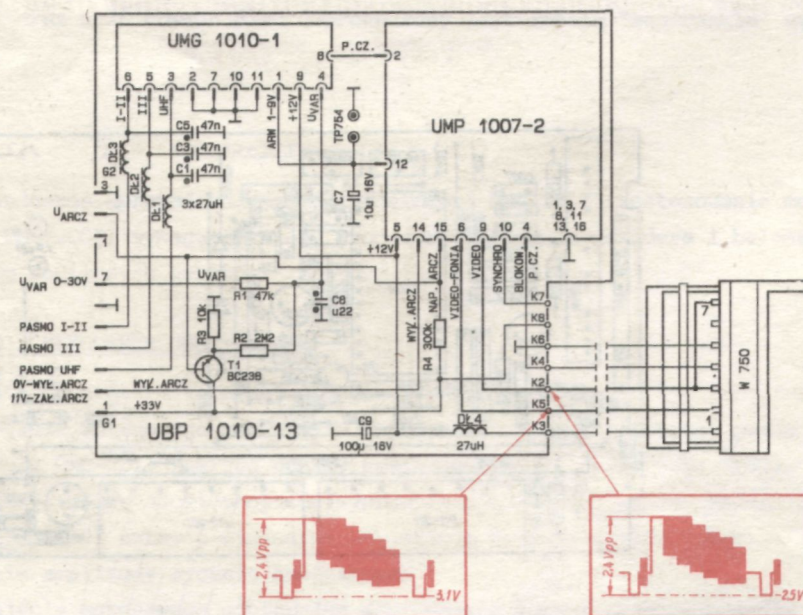 UMG 1010-1
8
P.CZ.
2
6 5 3 2 7 10 11 1 9 4
I-II
III
UHF
ARW 1-9V
+12V
UVAR
TP754
UMP 1007-2
C5 47n
C3 47n
C1 47n
DŁ3
DŁ2
DŁ1
3x27uH
12
C7
10u 16V
G2
3
UARCZ
1
7
UVAR 0-30V
UVAR
R1 47k
C6
u22
R3 10k
R2 2M2
T1
BC238
5 14 15 6 9 10 4
1, 3, 7
8, 11
13, 16
+12V
WYŁ.ARCZ
NAP. ARCZ
VIDEO-FONIA
VIDEO
SYNCHRO
BLOKOW.
P.CZ.
R4 300k
K7
K8
K6
K4
K2
K5
K3
7
1
W 750
PASMO I-II
PASMO III
PASMO UHF
0V-WYŁ.ARCZ
11V-ZAŁ.ARCZ
WYŁ.ARCZ
1
G1
+33V
UBP 1010-13
C9
100µ 16V
DŁ4
27uH
2,4 Vpp
3,1V
2,4 Vpp
2,5V